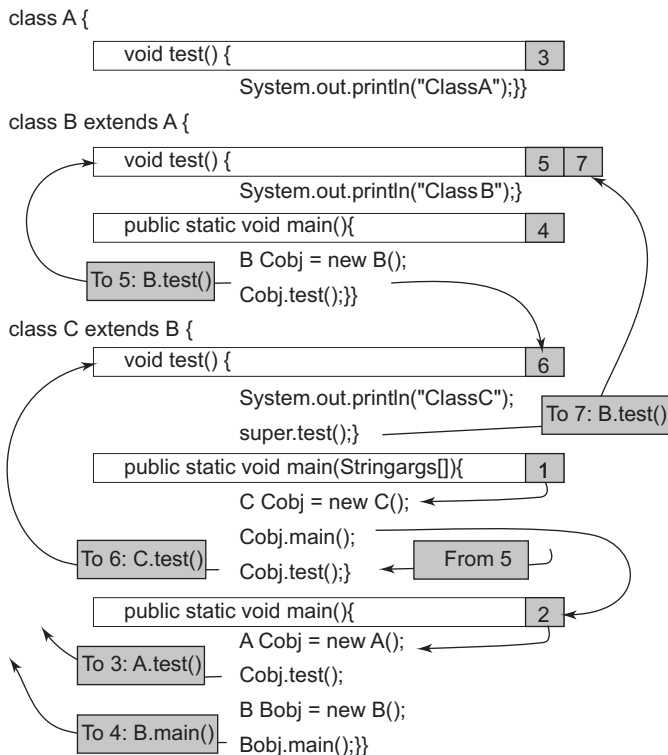 class A {
void test() { 3
System.out.println("ClassA");}}
class B extends A {
void test() { 5 7
System.out.println("ClassB");}
public static void main(){ 4
B Cobj = new B();
To 5: B.test()
Cobj.test();}}
class C extends B {
void test() { 6
System.out.println("ClassC");
To 7: B.test()
super.test();}
public static void main(Stringargs[]){ 1
C Cobj = new C();
Cobj.main();
To 6: C.test() Cobj.test();} From 5
public static void main(){ 2
A Cobj = new A();
To 3: A.test() Cobj.test();
B Bobj = new B();
To 4: B.main() Bobj.main();}}